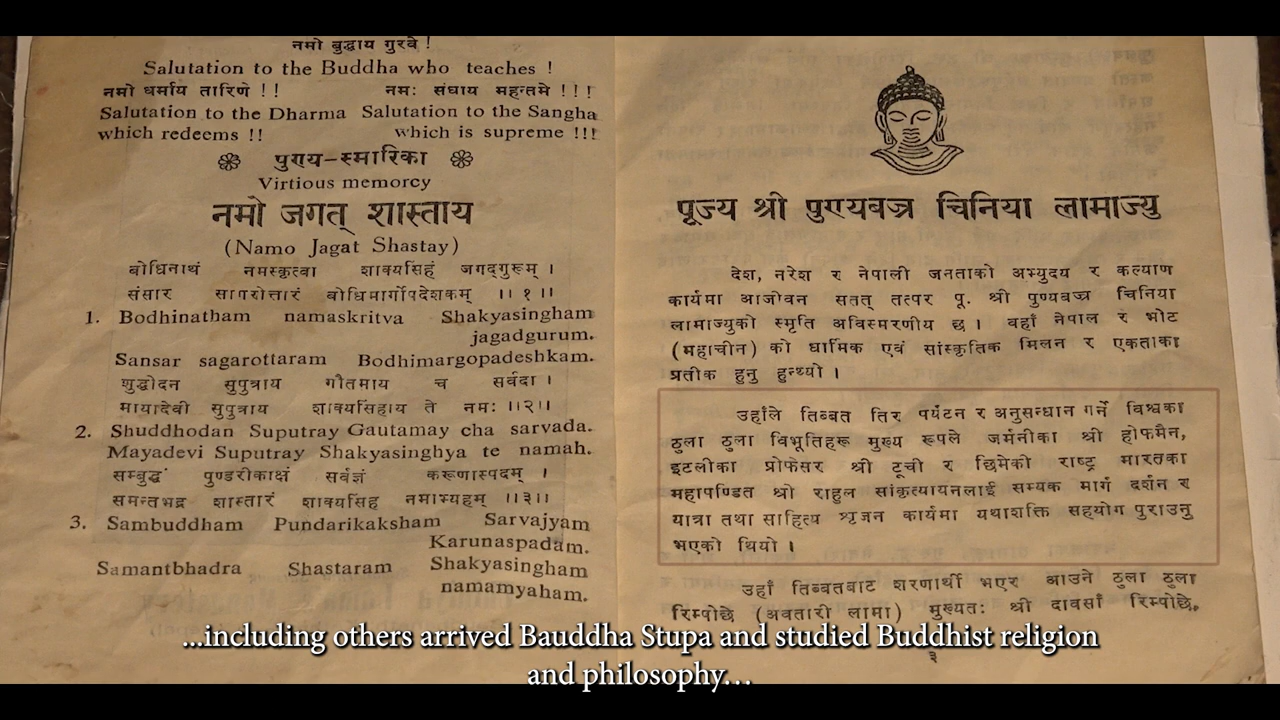 नमो बुद्धाय गुरवे !
Salutation to the Buddha who teaches !
नमो धर्माय तारिणे ! ! नमः संघाय महन्तमे ! ! !
Salutation to the Dharma Salutation to the Sangha
which redeems !! which is supreme !!!
पुण्य-स्मारिका
Virtious memorcy
नमो जगत् शास्ताय
(Namo Jagat Shastay)
बोधिनाथं नमस्कृत्वा शाक्यसिहं जगद्गुरूम् ।
संसार सागरोत्तारं बोधिमार्गोपदेशकम् ।। १ ।।
1. Bodhinatham namaskritva Shakyasingham
jagadgurum.
Sansar sagarottaram Bodhimargopadeshkam.
शुद्धोदन सुपुत्राय गौतमाय च सर्वदा ।
मायादेवी सुपुत्राय शाक्यसिंहाय ते नमः ।।२।।
2. Shuddhodan Suputray Gautamay cha sarvada.
Mayadevi Suputray Shakyasinghya te namah.
सम्बुद्धं पुण्डरीकाक्षं सर्वज्ञं करूणास्पदम् ।
समन्तभद्र शास्तारं शाक्यसिंह नमाम्यहम् ।।३।।
3. Sambuddham Pundarikaksham Sarvajyam
Karunaspadam.
Samantbhadra Shastaram Shakyasingham
namamyaham.
पूज्य श्री पुण्यबज्र चिनिया लामाज्यु
देश, नरेश र नेपाली जनताको अभ्युदय र कल्याण
कार्यमा आजोवन सतत् तत्पर पू. श्री पुण्यबज्र चिनिया
लामाज्युको स्मृति अविस्मरणीय छ । वहाँ नेपाल र भोट
(महाचीन) को धार्मिक एवं सांस्कृतिक मिलन र एकताका
प्रतीक हुनु हुन्थ्यो ।
उहाँले तिब्बत तिर पर्यटन र अनुसन्धान गर्ने विश्वका
ठुला ठुला विभूतिहरू मुख्य रूपले जर्मनीका श्री होफमैन,
इटलीका प्रोफेसर श्री टूची र छिमेको राष्ट्र भारतका
महापण्डित श्री राहुल सांकृत्यायनलाई सम्यक मार्ग दर्शन र
यात्रा तथा साहित्य श्रृजन कार्यमा यथाशक्ति सहयोग पुराउनु
भएको थियो ।
उहाँ तिब्बतबाट शरणार्थी भएर आउने ठुला ठुला
रिम्पोछे (अवतारी लामा) मुख्यतः श्री दावसाँ रिम्पोछे,
३
...including others arrived Bauddha Stupa and studied Buddhist religion
and philosophy...